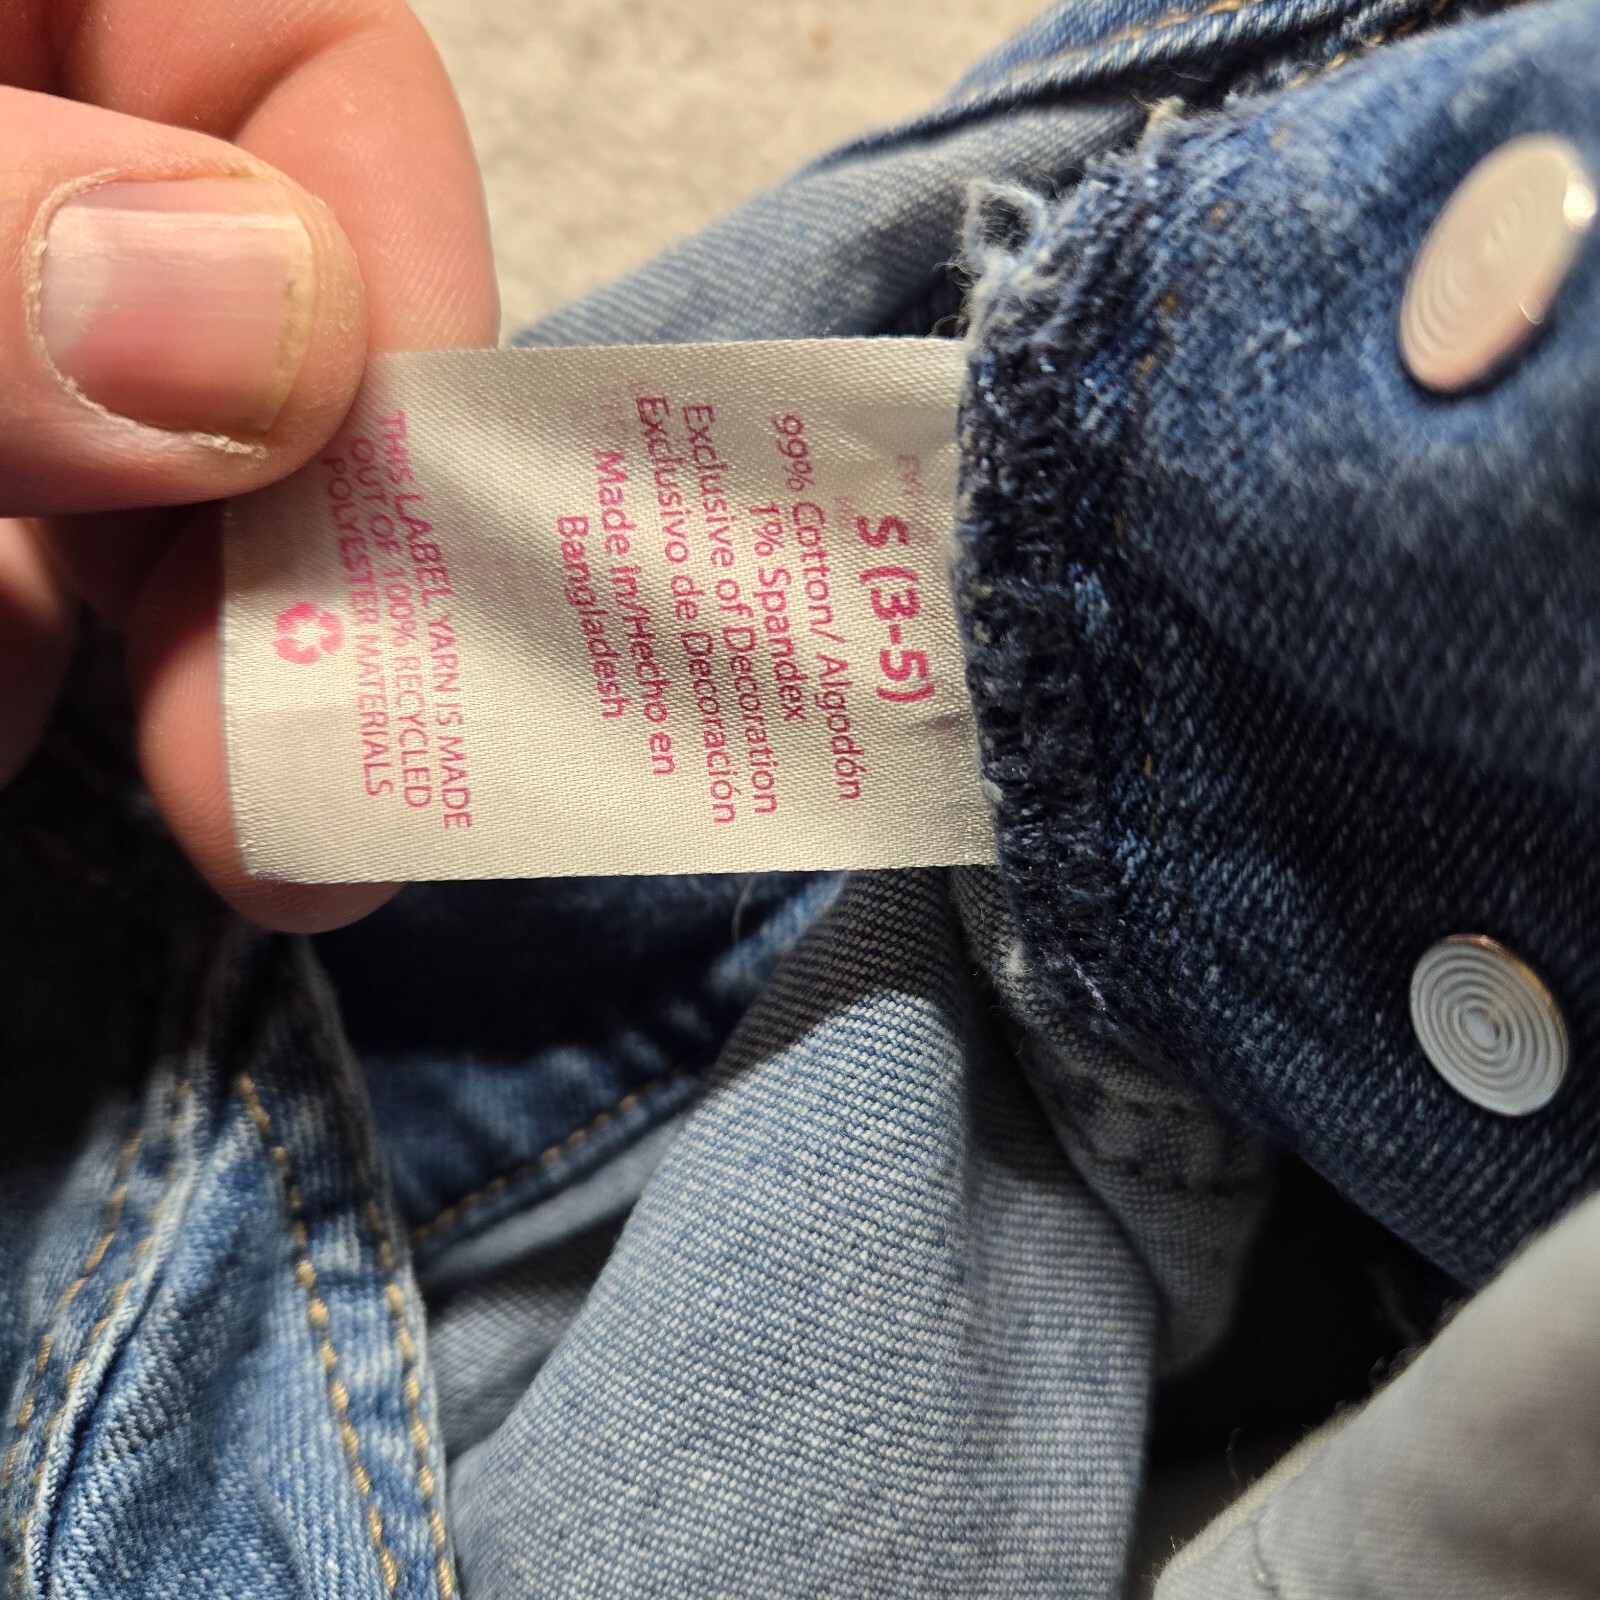 S (3-5)
99% Cotton/ Algodón
1% Spandex
Exclusive of Decoration
Exclusivo de Decoración
Made in/Hecho en
Bangladesh
THIS LABEL YARN IS MADE
OUT OF 100% RECYCLED
POLYESTER MATERIALS